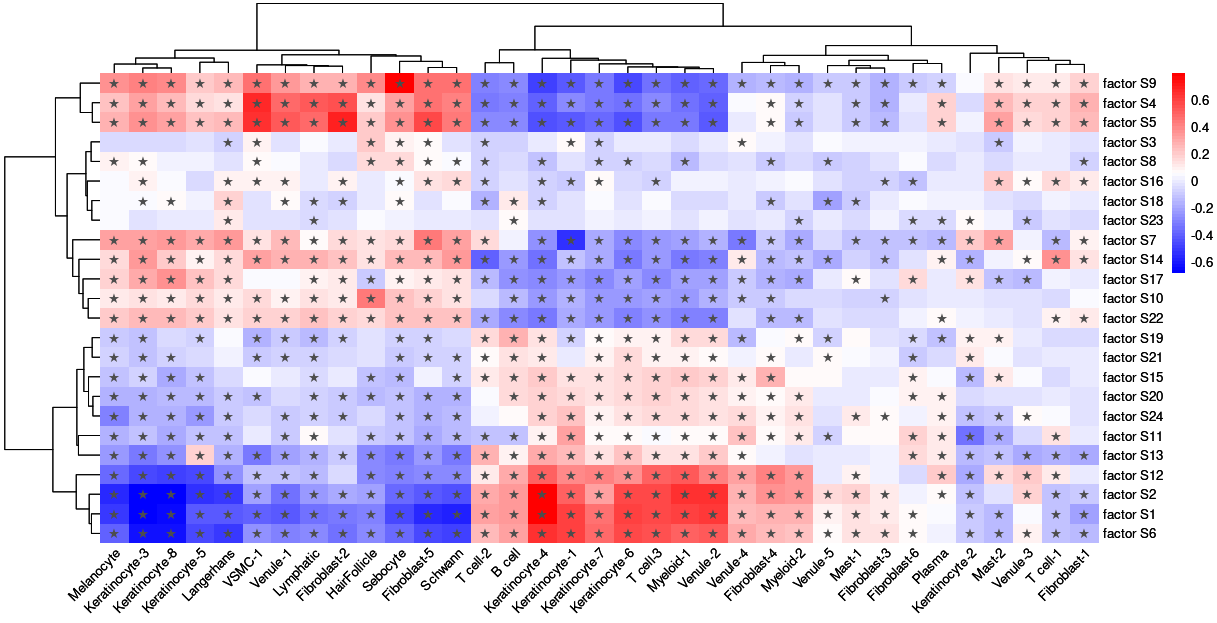 factor S9
factor S4
factor S5
factor S3
factor S8
factor S16
factor S18
factor S23
factor S7
factor S14
factor S17
factor S10
factor S22
factor S19
factor S21
factor S15
factor S20
factor S24
factor S11
factor S13
factor S12
factor S2
factor S1
factor S6
0.6
0.4
0.2
0
-0.2
-0.4
-0.6
Melanocyte
Keratinocyte-3
Keratinocyte-8
Keratinocyte-5
Langerhans
VSMC-1
Venule-1
Lymphatic
Fibroblast-2
HairFollicle
Sebocyte
Fibroblast-5
Schwann
T cell-2
B cell
Keratinocyte-4
Keratinocyte-1
Keratinocyte-7
Keratinocyte-6
T cell-3
Myeloid-1
Venule-2
Venule-4
Fibroblast-4
Myeloid-2
Venule-5
Mast-1
Fibroblast-3
Fibroblast-6
Plasma
Keratinocyte-2
Mast-2
Venule-3
T cell-1
Fibroblast-1